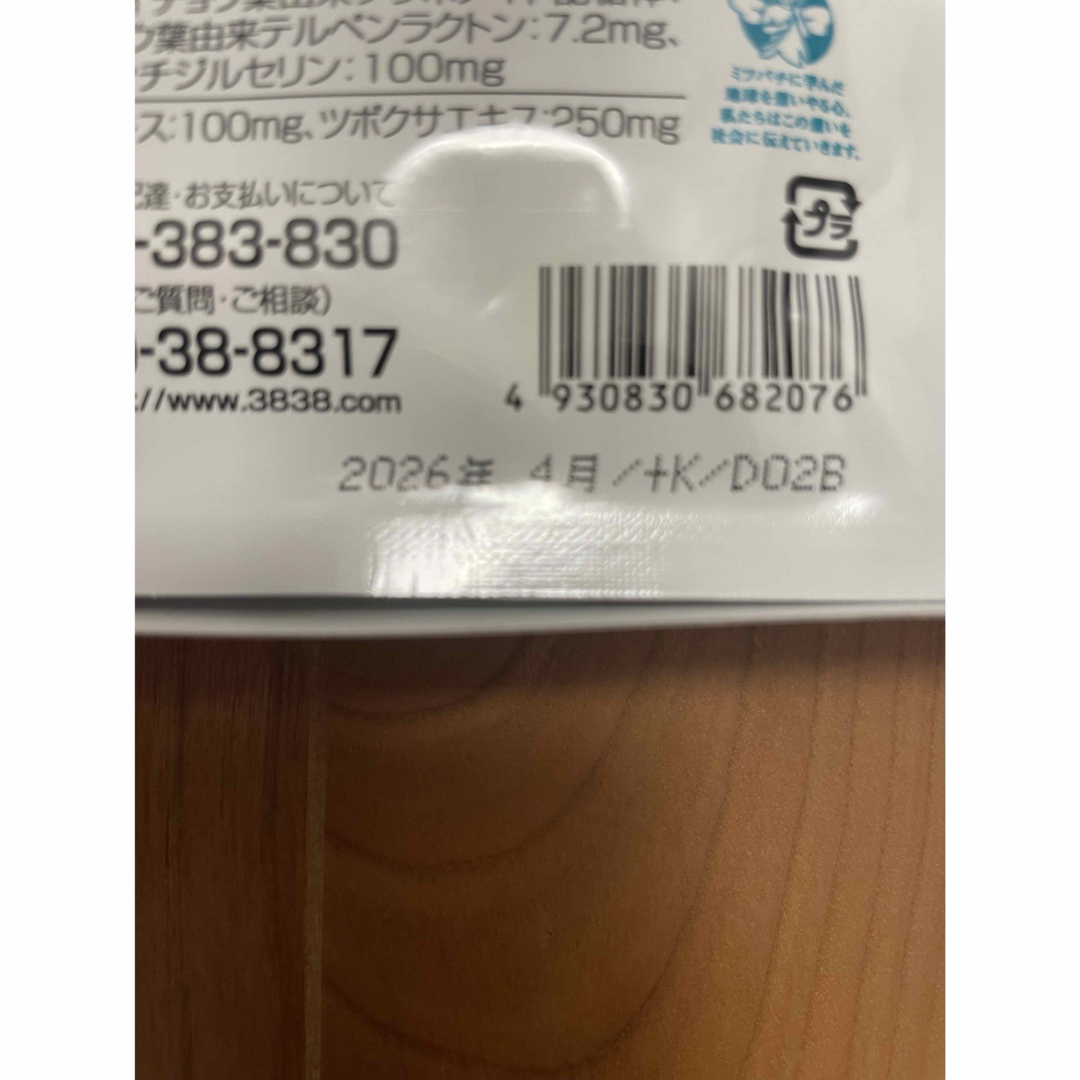 ウ葉由来テルペンラクトン:7.2mg、
チジルセリン:100mg
ス:100mg、ツボクサエキス:250mg
ミツバチに学んだ
地球を思いやる心。
私たちはこの思いを
社会に伝えていきます。
配達・お支払いについて
-383-830
ご質問・ご相談)
-38-8317
://www.3838.com
プラ
4 930830 682076
2026年 4月/+K/D02B